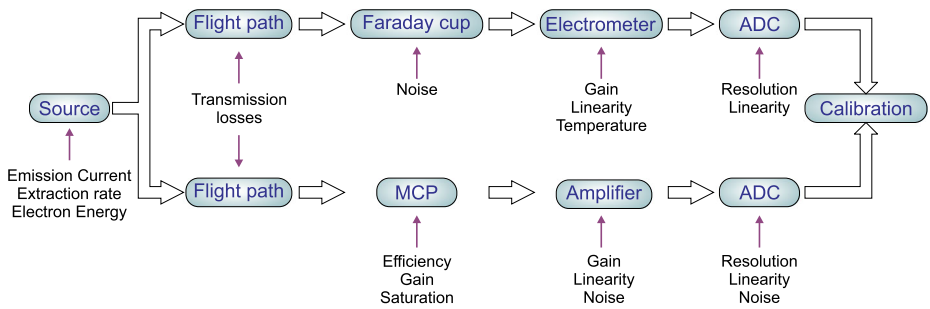 Flight path
Faraday cup
Electrometer
ADC
Noise
Gain
Linearity
Temperature
Resolution
Linearity
Transmission
losses
Source
Calibration
Emission Current
Extraction rate
Electron Energy
Flight path
MCP
Amplifier
ADC
Efficiency
Gain
Saturation
Gain
Linearity
Noise
Resolution
Linearity
Noise